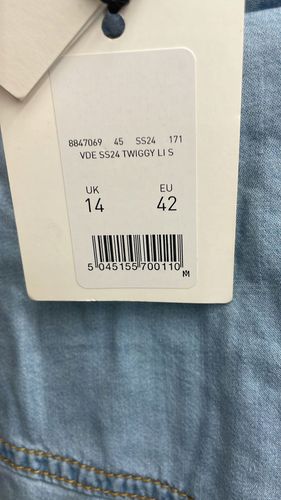 8847069 45 SS24 171
VDE SS24 TWIGGY LI S
UK EU
14 42
5 045155 700110
M